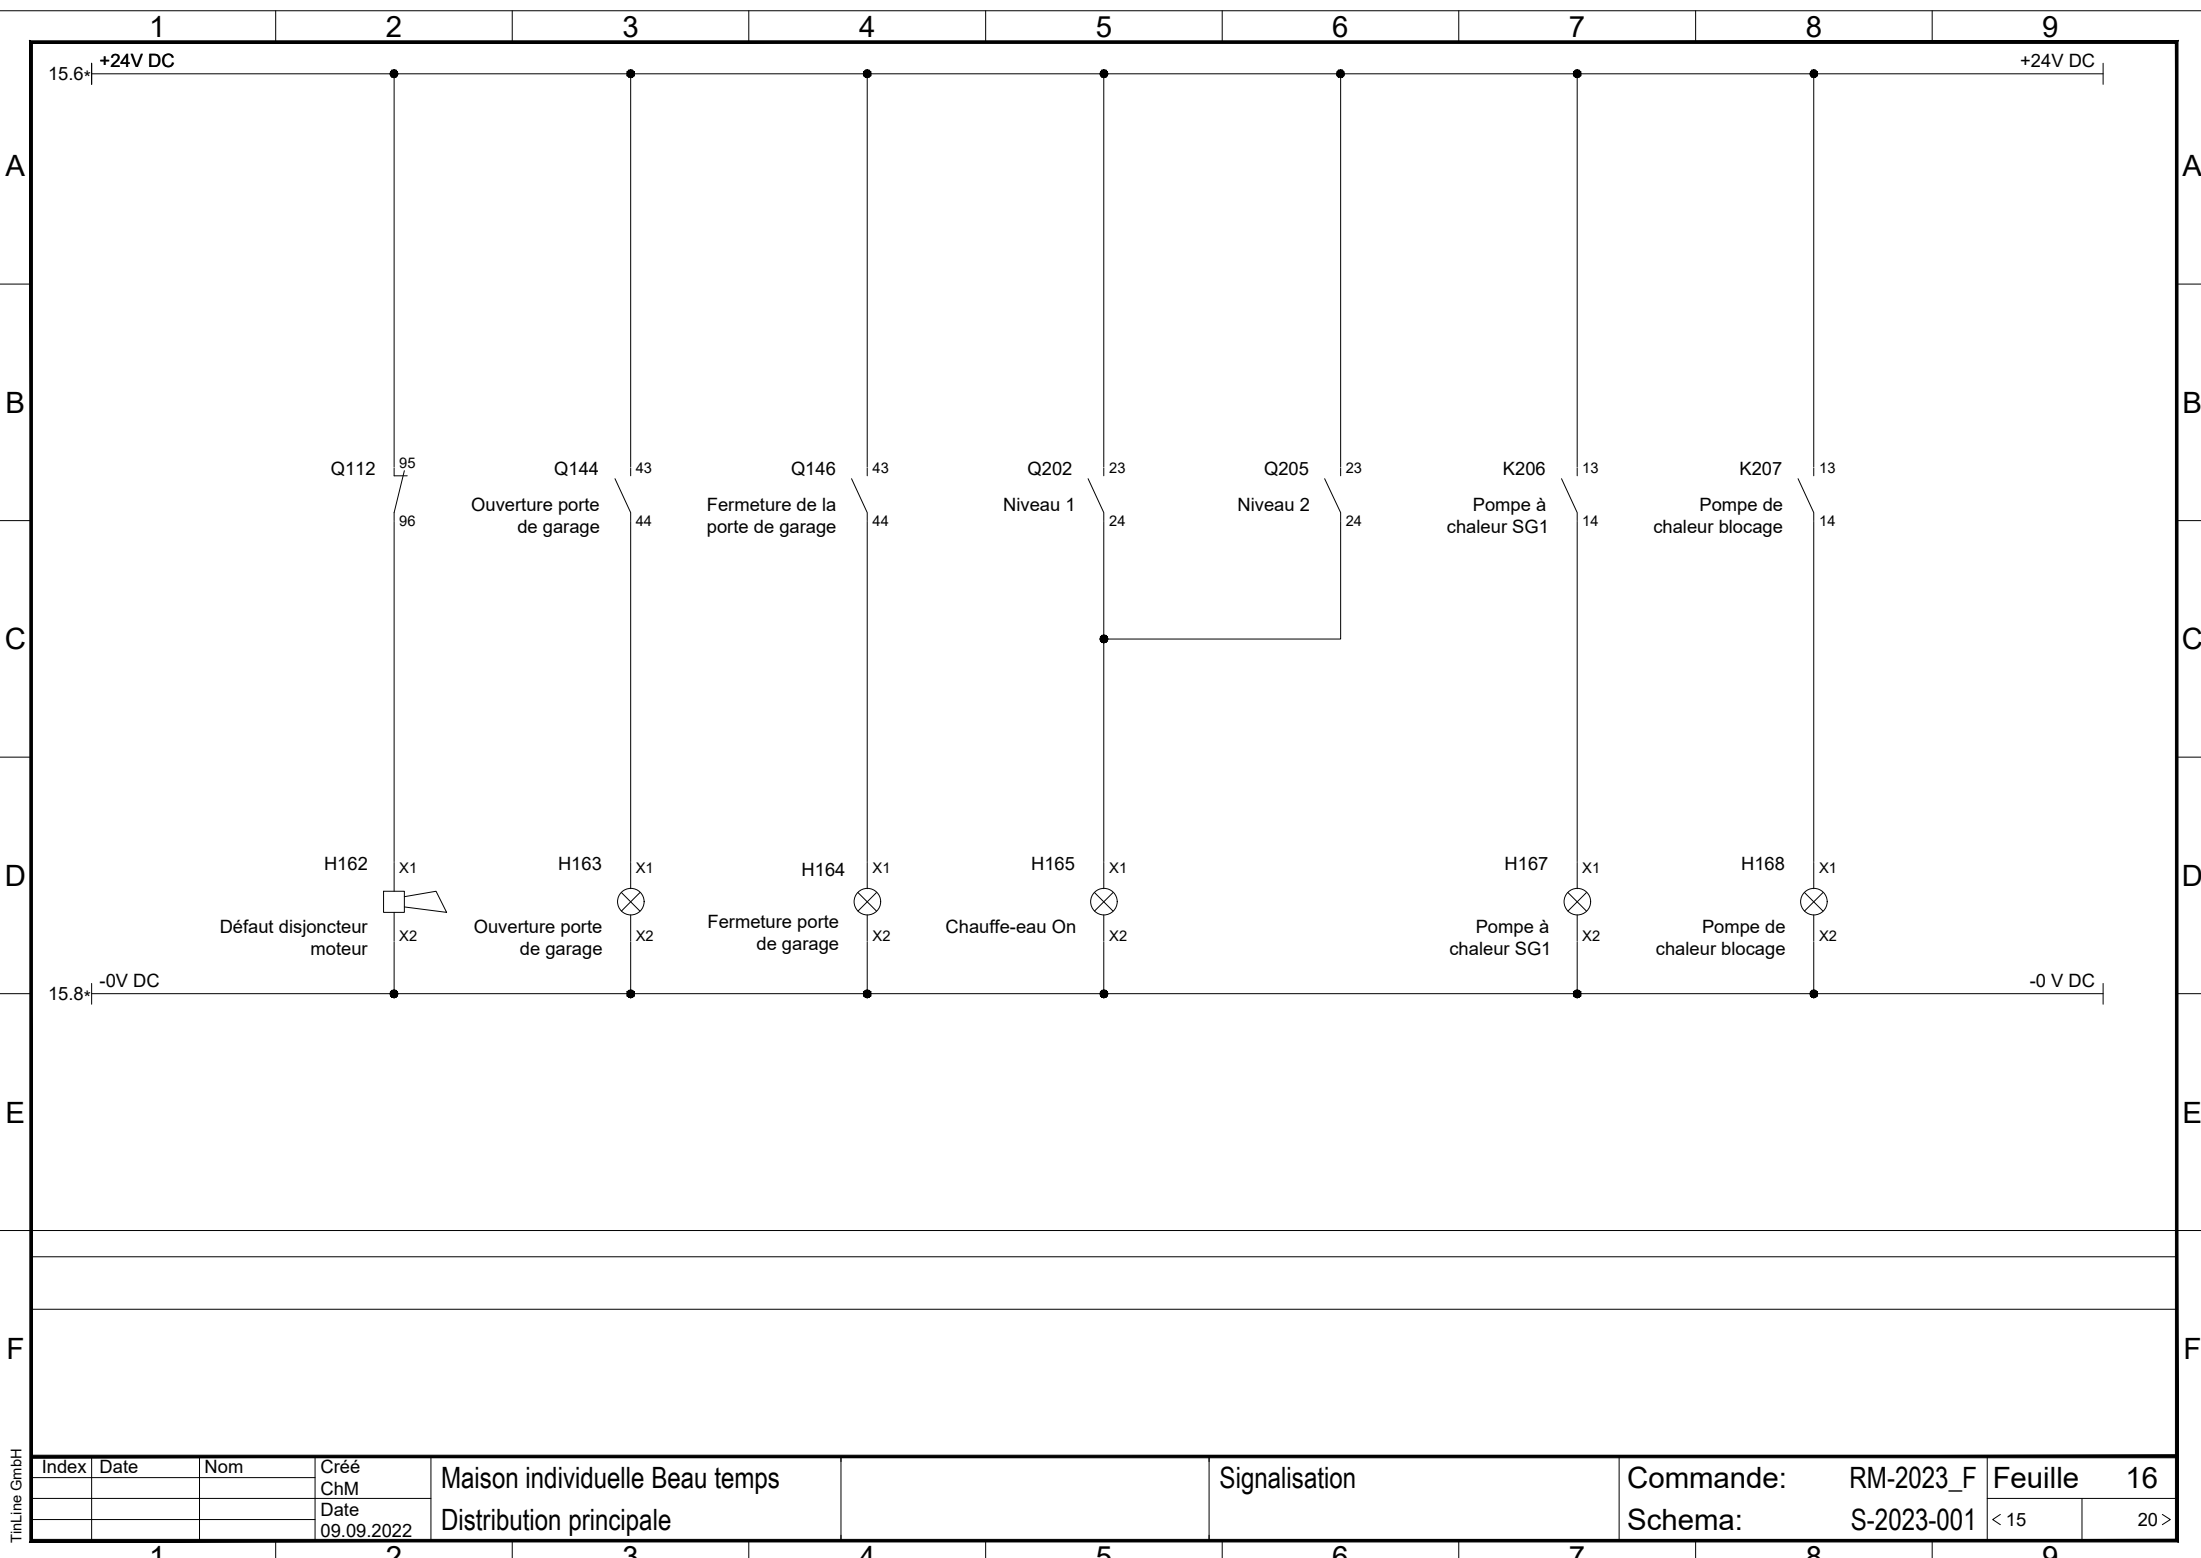 1 2 3 4 5 6 7 8 9
15.6* +24V DC +24V DC
A A
B B
Q112 95 Q144 43 Q146 43 Q202 23 Q205 23 K206 13 K207 13
Ouverture porte Fermeture de la Niveau 1 Niveau 2 Pompe à Pompe de
96 de garage 44 porte de garage 44 24 24 chaleur SG1 14 chaleur blocage 14
C C
H162 X1 H163 X1 H164 X1 H165 X1 H167 X1 H168 X1
D D
Défaut disjoncteur Ouverture porte Fermeture porte Chauffe-eau On Pompe à Pompe de
moteur X2 de garage X2 de garage X2 X2 chaleur SG1 X2 chaleur blocage X2
15.8* -0V DC -0 V DC
E E
F F
TinLine GmbH
Index Date Nom Créé Maison individuelle Beau temps Signalisation Commande: RM-2023_F Feuille 16
ChM
Date Distribution principale Schema: S-2023-001 < 15 20 >
09.09.2022
1 2 3 4 5 6 7 8 9